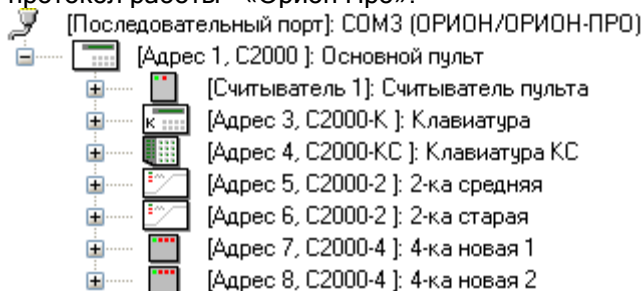 протокол работы – «Орион Про».
[Последовательный порт]: COM3 (ОРИОН/ОРИОН-ПРО)
[Адрес 1, С2000 ]: Основной пульт
[Считыватель 1]: Считыватель пульта
К [Адрес 3, С2000-К ]: Клавиатура
[Адрес 4, С2000-КС ]: Клавиатура КС
[Адрес 5, С2000-2 ]: 2-ка средняя
[Адрес 6, С2000-2 ]: 2-ка старая
[Адрес 7, С2000-4 ]: 4-ка новая 1
[Адрес 8, С2000-4 ]: 4-ка новая 2